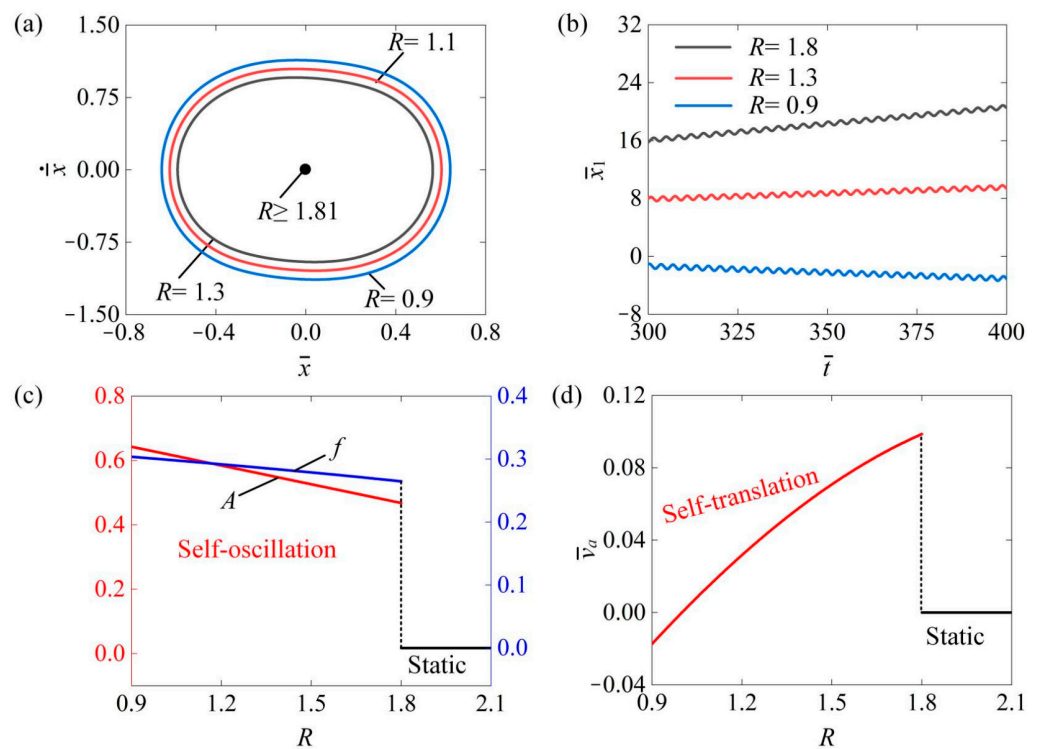 (a)
1.50
0.75
0.00
−0.75
−1.50
ẋ̄
R= 1.1
R≥ 1.81
R= 1.3
R= 0.9
−0.8
−0.4
0.0
0.4
0.8
x̄
(b)
32
24
16
8
0
−8
x̄₁
R= 1.8
R= 1.3
R= 0.9
300
325
350
375
400
t̄
(c)
0.8
0.6
0.4
0.2
0.0
f
A
Self-oscillation
Static
0.4
0.3
0.2
0.1
0.0
0.9
1.2
1.5
1.8
2.1
R
(d)
0.12
0.08
0.04
0.00
−0.04
v̄ₐ
Self-translation
Static
0.9
1.2
1.5
1.8
2.1
R